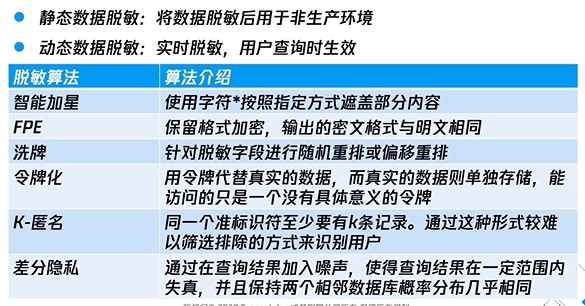 静态数据脱敏：将数据脱敏后用于非生产环境
动态数据脱敏：实时脱敏，用户查询时生效
脱敏算法 算法介绍
智能加星 使用字符*按照指定方式遮盖部分内容
FPE 保留格式加密，输出的密文格式与明文相同
洗牌 针对脱敏字段进行随机重排或偏移重排
令牌化 用令牌代替真实的数据，而真实的数据则单独存储，能
访问的只是一个没有具体意义的令牌
K-匿名 同一个准标识符至少要有k条记录。通过这种形式较难
以筛选排除的方式来识别用户
差分隐私 通过在查询结果加入噪声，使得查询结果在一定范围内
失真，并且保持两个相邻数据库概率分布几乎相同